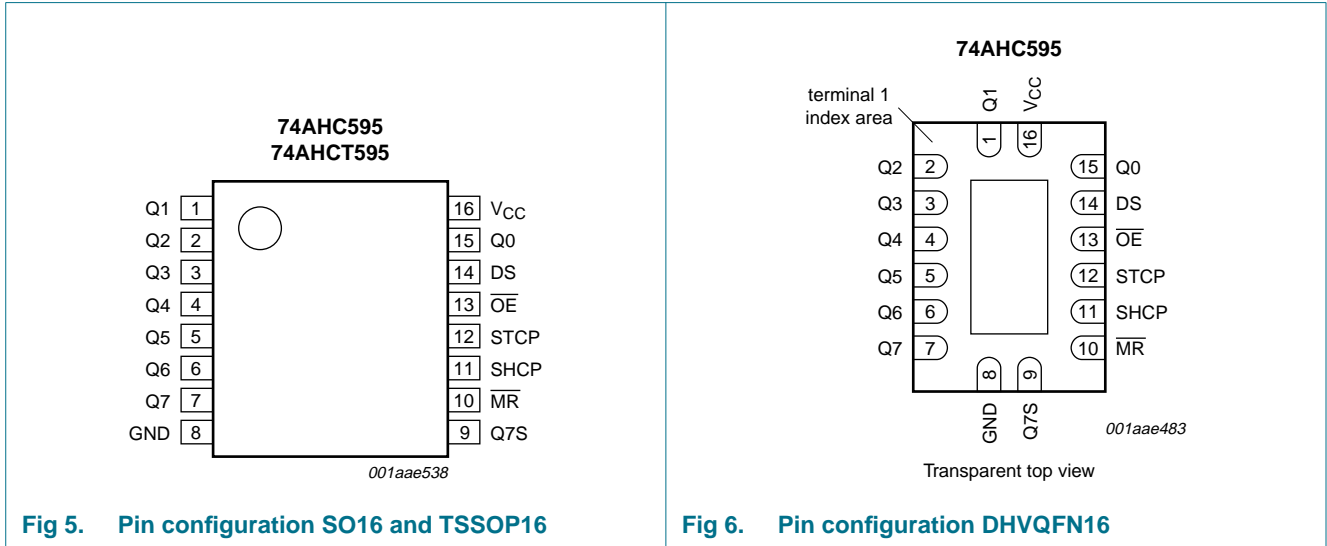 74AHC595
74AHCT595
Q1 1 16 VCC
Q2 2 15 Q0
Q3 3 14 DS
Q4 4 13 OE
Q5 5 12 STCP
Q6 6 11 SHCP
Q7 7 10 MR
GND 8 9 Q7S
001aae538
Fig 5. Pin configuration SO16 and TSSOP16
74AHC595
terminal 1
index area
Q1 VCC
1 16
Q2 2 15 Q0
Q3 3 14 DS
Q4 4 13 OE
Q5 5 12 STCP
Q6 6 11 SHCP
Q7 7 10 MR
8 9
GND Q7S
001aae483
Transparent top view
Fig 6. Pin configuration DHVQFN16